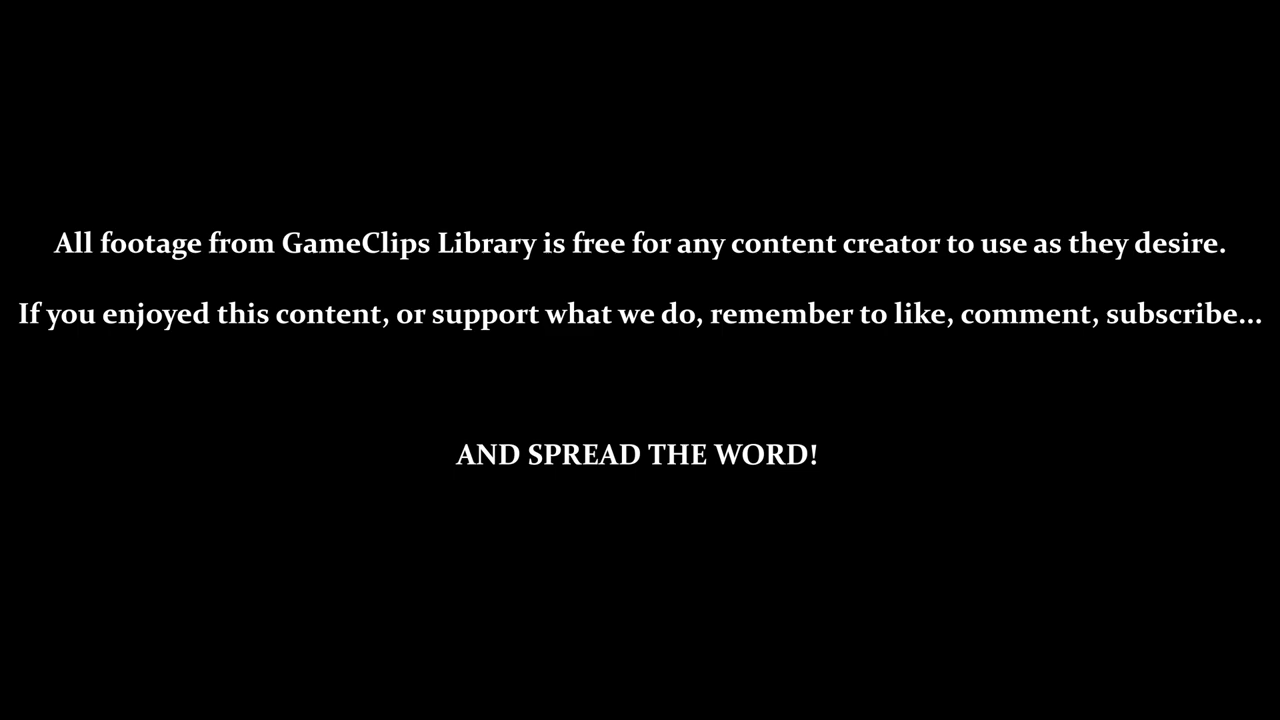 All footage from GameClips Library is free for any content creator to use as they desire.
If you enjoyed this content, or support what we do, remember to like, comment, subscribe...
AND SPREAD THE WORD!